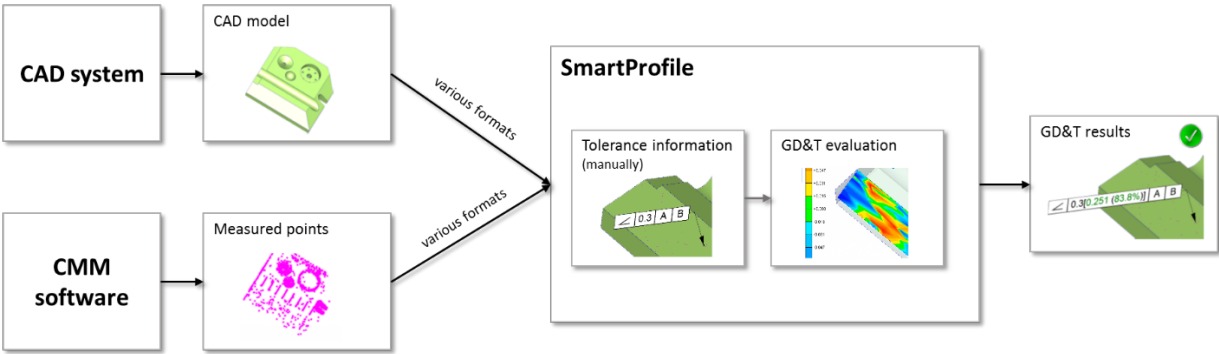 CAD system
CAD model
various formats
CMM
software
Measured points
various formats
SmartProfile
Tolerance information
(manually)
∠ 0.3 A B
GD&T evaluation
GD&T results
∠ 0.3[0.251 (83.8%)] A B